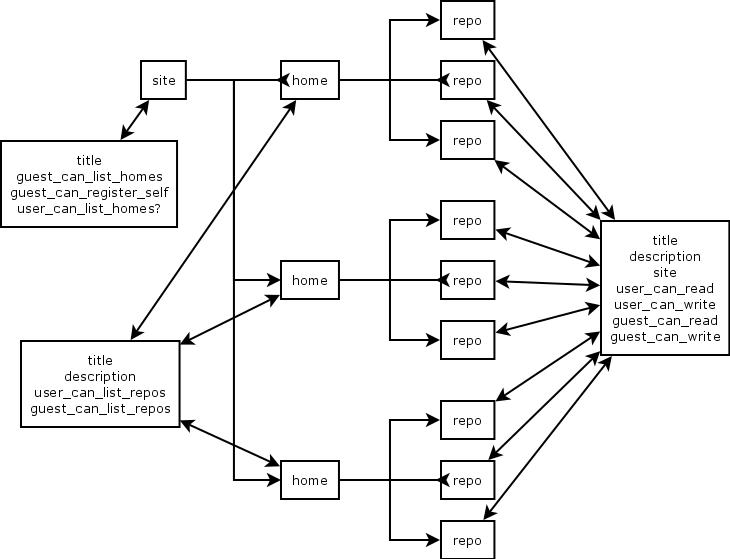 repo
site
home
repo
repo
title
guest_can_list_homes
guest_can_register_self
user_can_list_homes?
repo
home
repo
repo
title
description
site
user_can_read
user_can_write
guest_can_read
guest_can_write
title
description
user_can_list_repos
guest_can_list_repos
repo
home
repo
repo